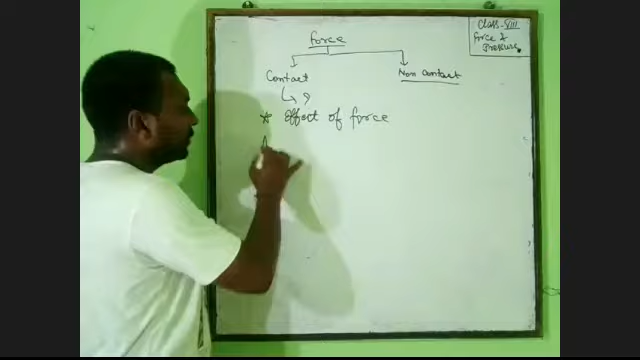 Class-VIII
Force &
Pressure
force
Contact
Non contact
effect of force